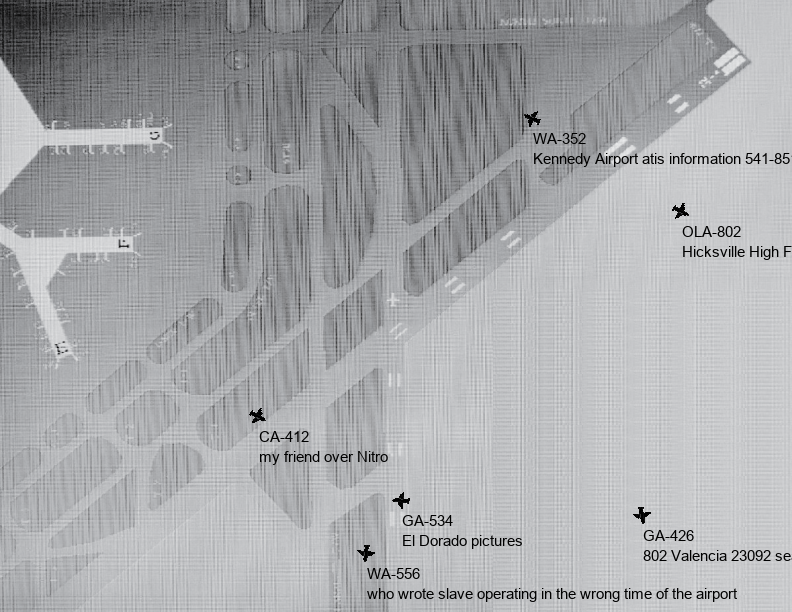 G
F
WA-352
Kennedy Airport atis information 541-85
OLA-802
Hicksville High F
CA-412
my friend over Nitro
GA-534
El Dorado pictures
GA-426
802 Valencia 23092 se
WA-556
who wrote slave operating in the wrong time of the airport